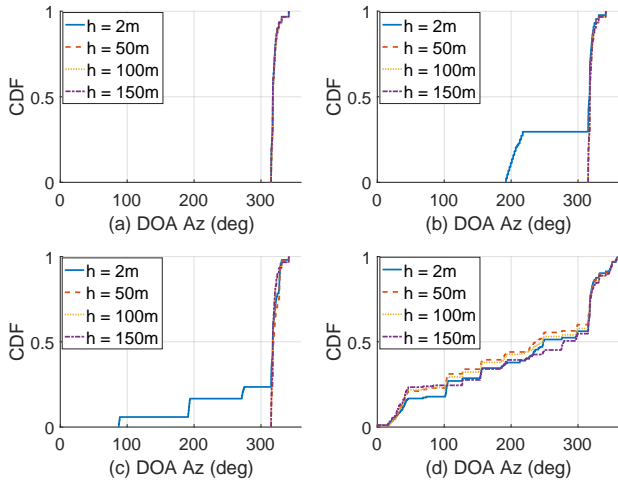 1
0.5
0
CDF
h = 2m
h = 50m
h = 100m
h = 150m
0 100 200 300
(a) DOA Az (deg)
1
0.5
0
CDF
h = 2m
h = 50m
h = 100m
h = 150m
0 100 200 300
(b) DOA Az (deg)
1
0.5
0
CDF
h = 2m
h = 50m
h = 100m
h = 150m
0 100 200 300
(c) DOA Az (deg)
1
0.5
0
CDF
h = 2m
h = 50m
h = 100m
h = 150m
0 100 200 300
(d) DOA Az (deg)